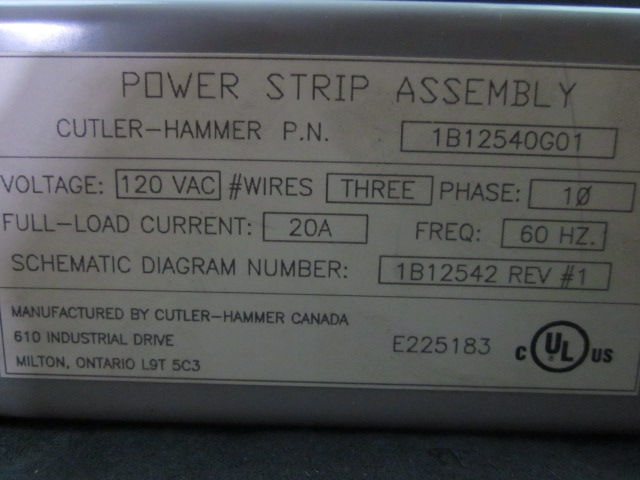 POWER STRIP ASSEMBLY
CUTLER-HAMMER P.N. 1B12540G01
VOLTAGE: 120 VAC #WIRES THREE PHASE: 1Ø
FULL-LOAD CURRENT: 20A FREQ: 60 HZ.
SCHEMATIC DIAGRAM NUMBER: 1B12542 REV #1
MANUFACTURED BY CUTLER-HAMMER CANADA
610 INDUSTRIAL DRIVE
MILTON, ONTARIO L9T 5C3
E225183 C UL ® US